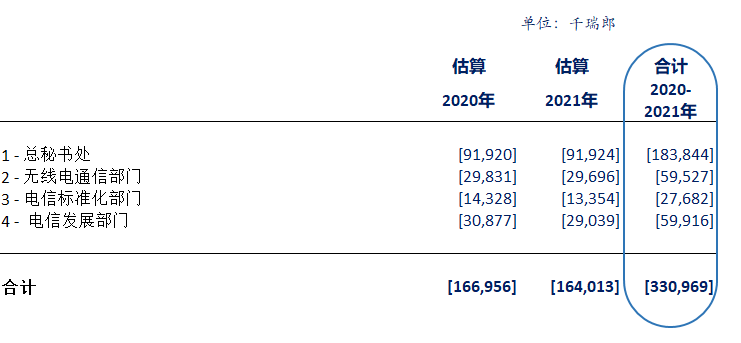 单位：千瑞郎
估算 估算 合计
2020年 2021年 2020-
2021年
1 - 总秘书处 [91,920] [91,924] [183,844]
2 - 无线电通信部门 [29,831] [29,696] [59,527]
3 - 电信标准化部门 [14,328] [13,354] [27,682]
4 - 电信发展部门 [30,877] [29,039] [59,916]
合计 [166,956] [164,013] [330,969]